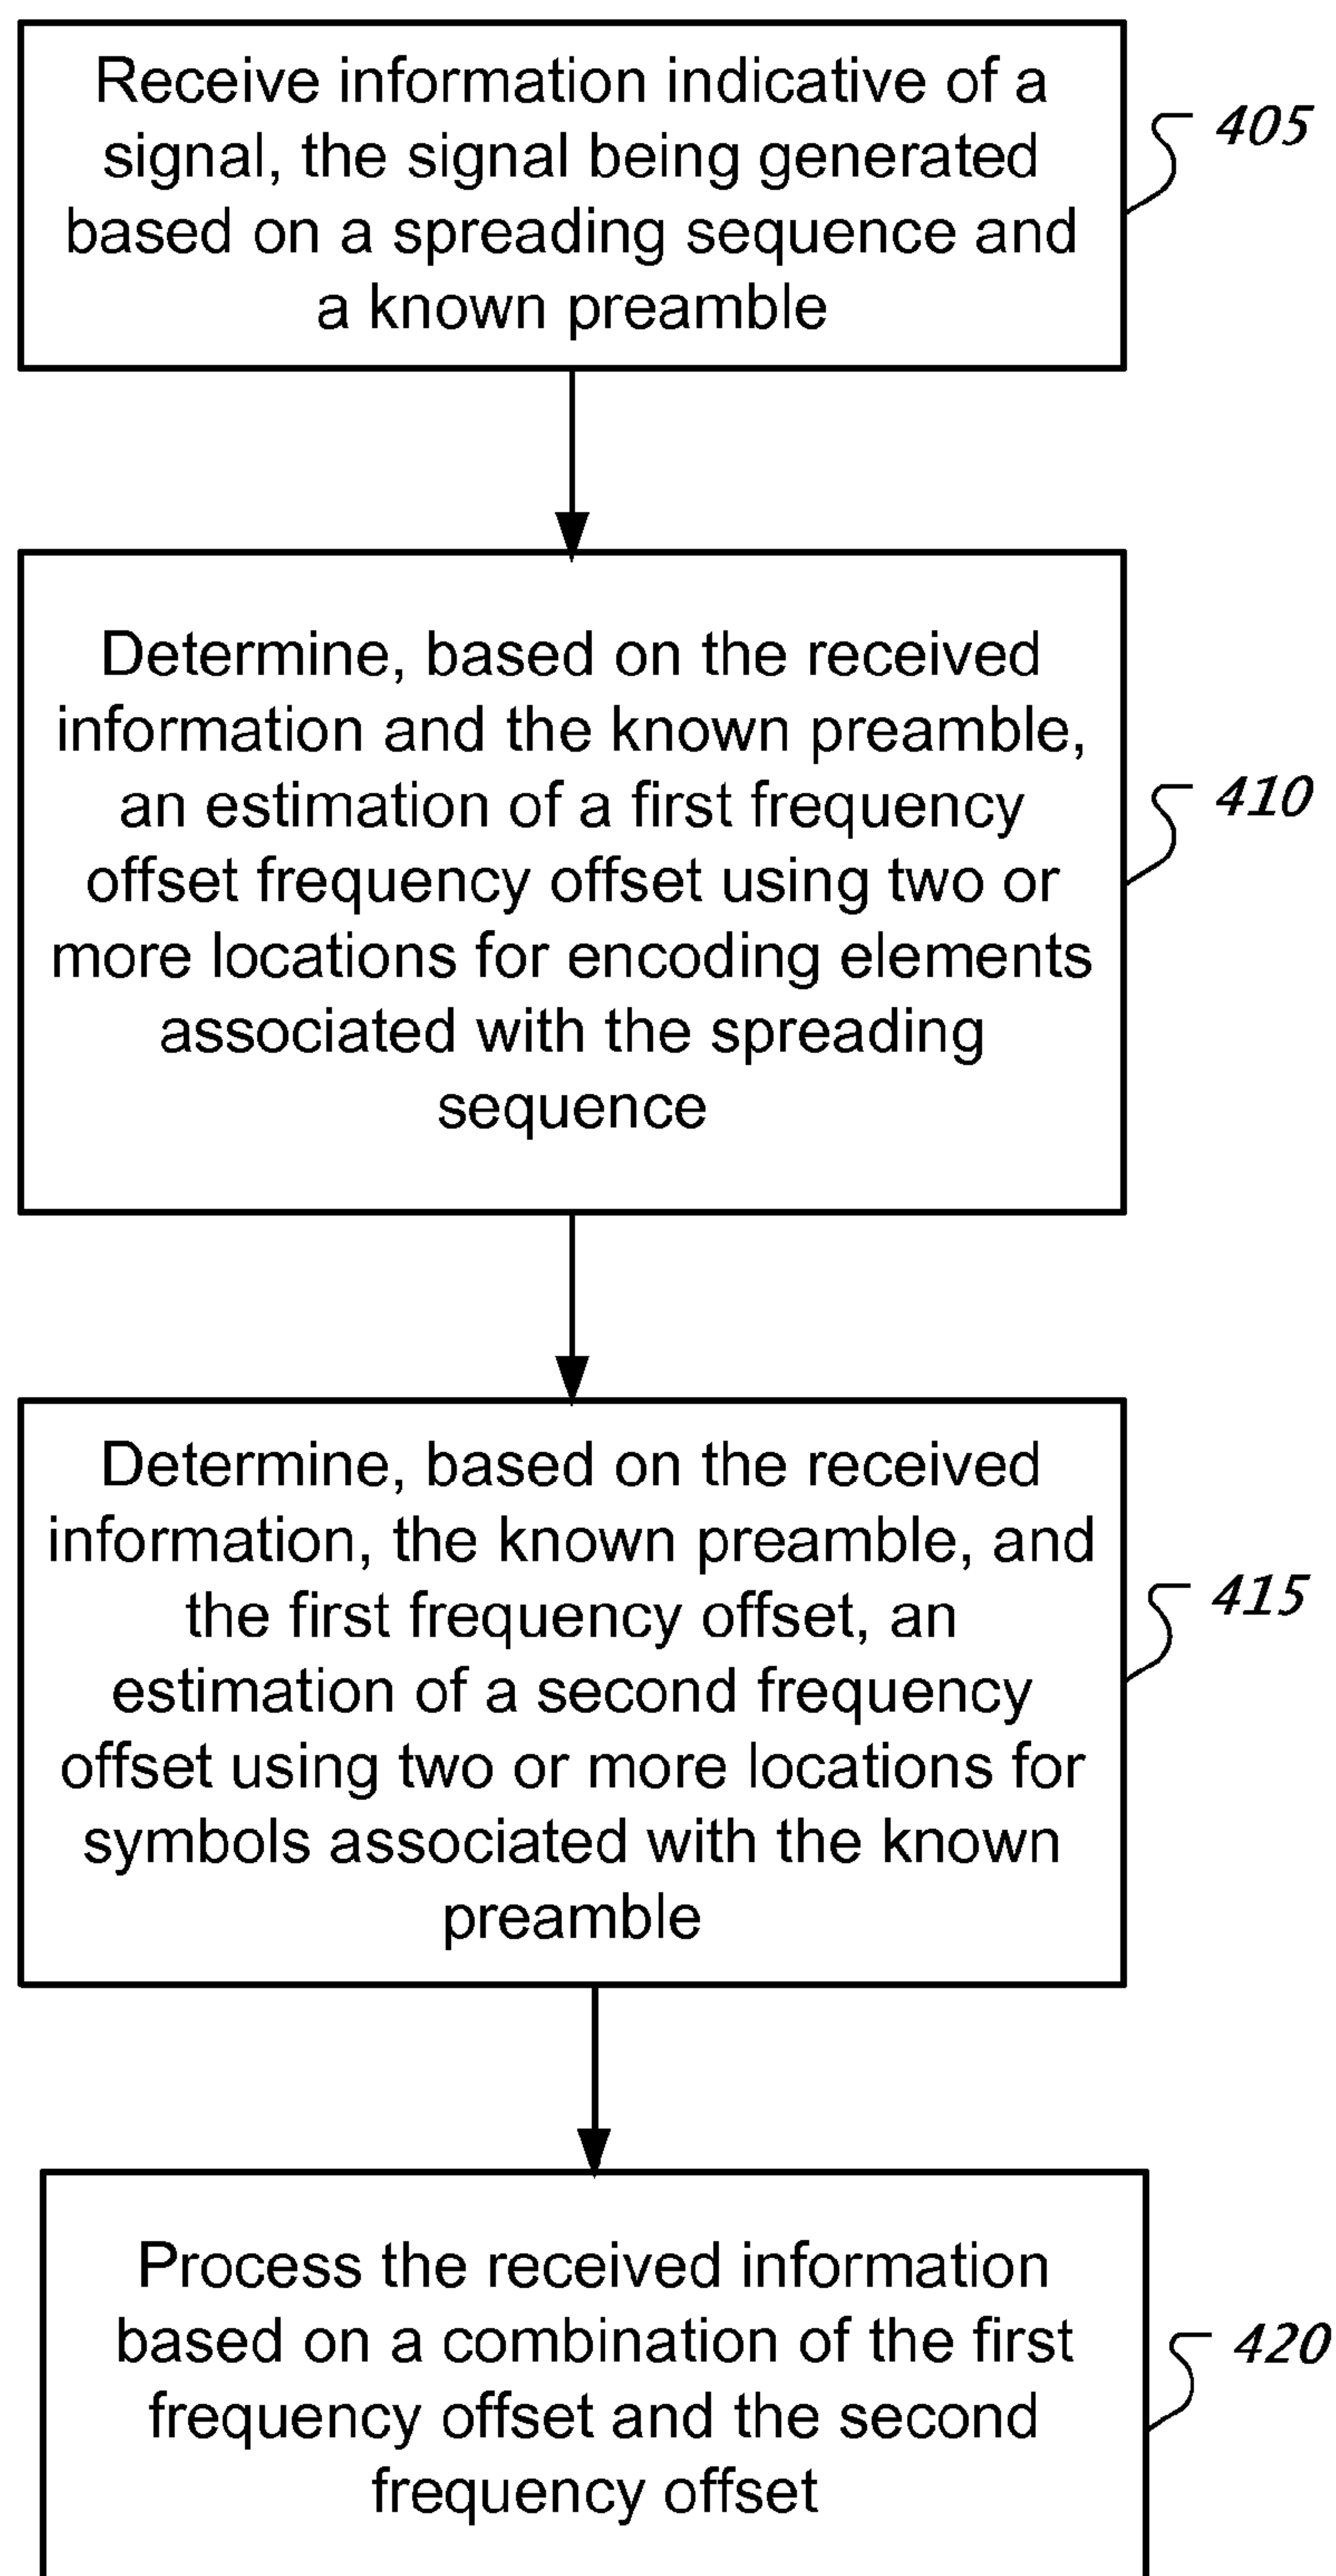 Receive information indicative of a
signal, the signal being generated
based on a spreading sequence and
a known preamble
405
Determine, based on the received
information and the known preamble,
an estimation of a first frequency
offset frequency offset using two or
more locations for encoding elements
associated with the spreading
sequence
410
Determine, based on the received
information, the known preamble, and
the first frequency offset, an
estimation of a second frequency
offset using two or more locations for
symbols associated with the known
preamble
415
Process the received information
based on a combination of the first
frequency offset and the second
frequency offset
420